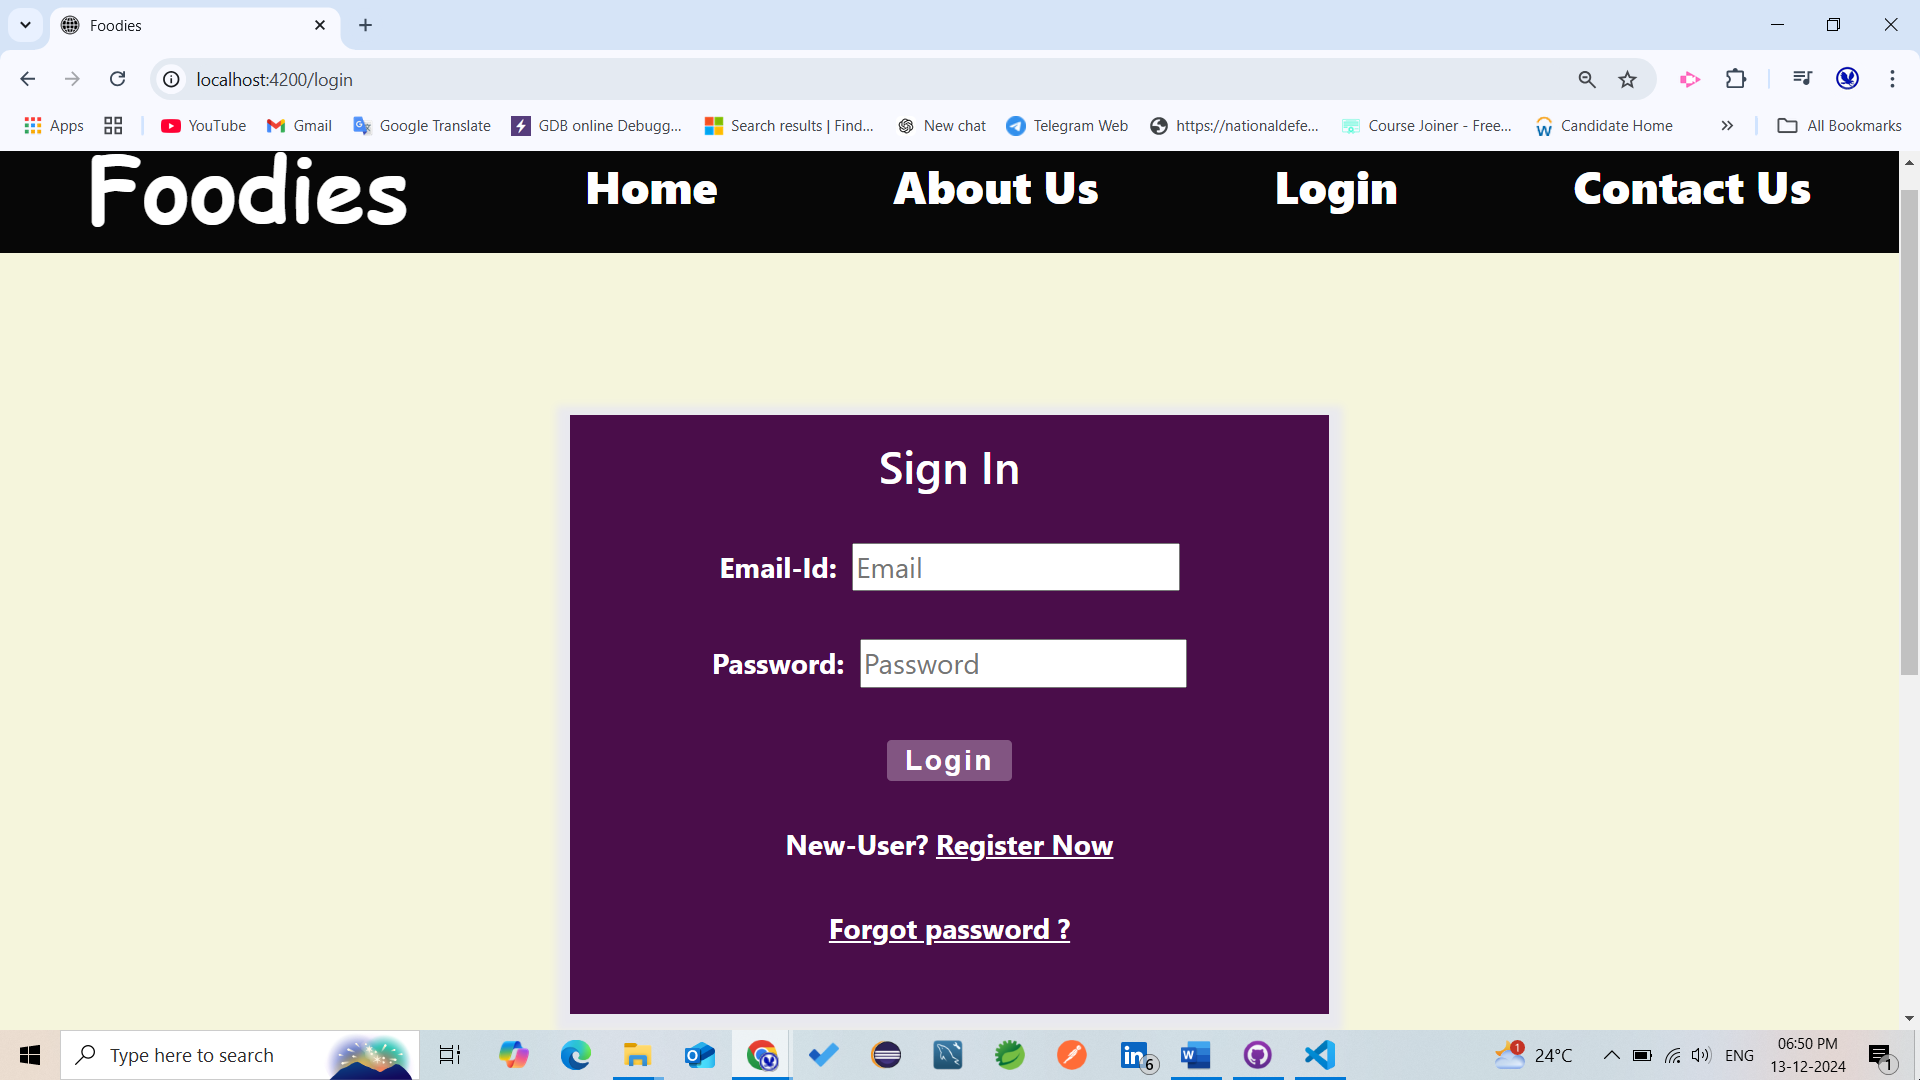 Foodies
localhost:4200/login
Apps
YouTube
Gmail
Google Translate
GDB online Debugg...
Search results | Find...
New chat
Telegram Web
https://nationaldefe...
Course Joiner - Free...
Candidate Home
All Bookmarks
Foodies
Home
About Us
Login
Contact Us
Sign In
Email-Id: Email
Password: Password
Login
New-User? Register Now
Forgot password ?
Type here to search
6
1
24°C
ENG
06:50 PM
13-12-2024
1